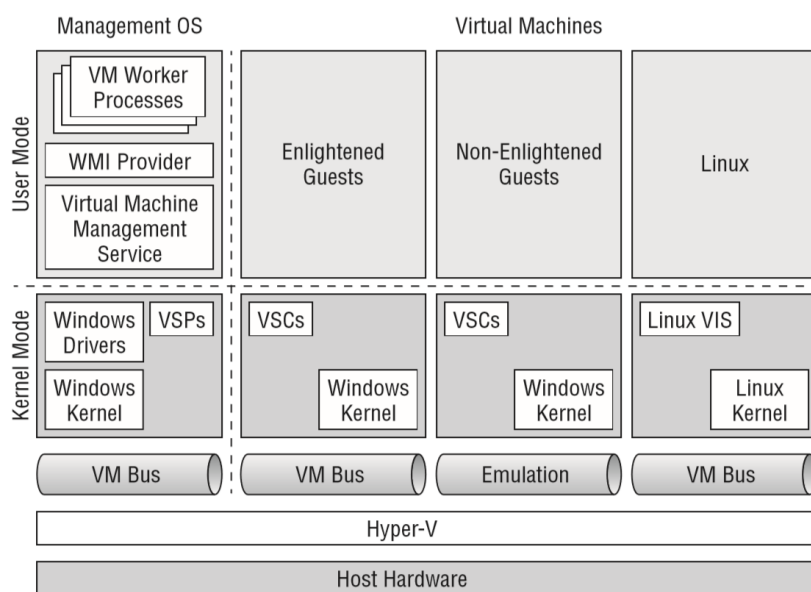 Management OS
Virtual Machines
User Mode
VM Worker
Processes
WMI Provider
Virtual Machine
Management
Service
Enlightened
Guests
Non-Enlightened
Guests
Linux
Kernel Mode
Windows
Drivers
VSPs
Windows
Kernel
VSCs
Windows
Kernel
VSCs
Windows
Kernel
Linux VIS
Linux
Kernel
VM Bus
VM Bus
Emulation
VM Bus
Hyper-V
Host Hardware